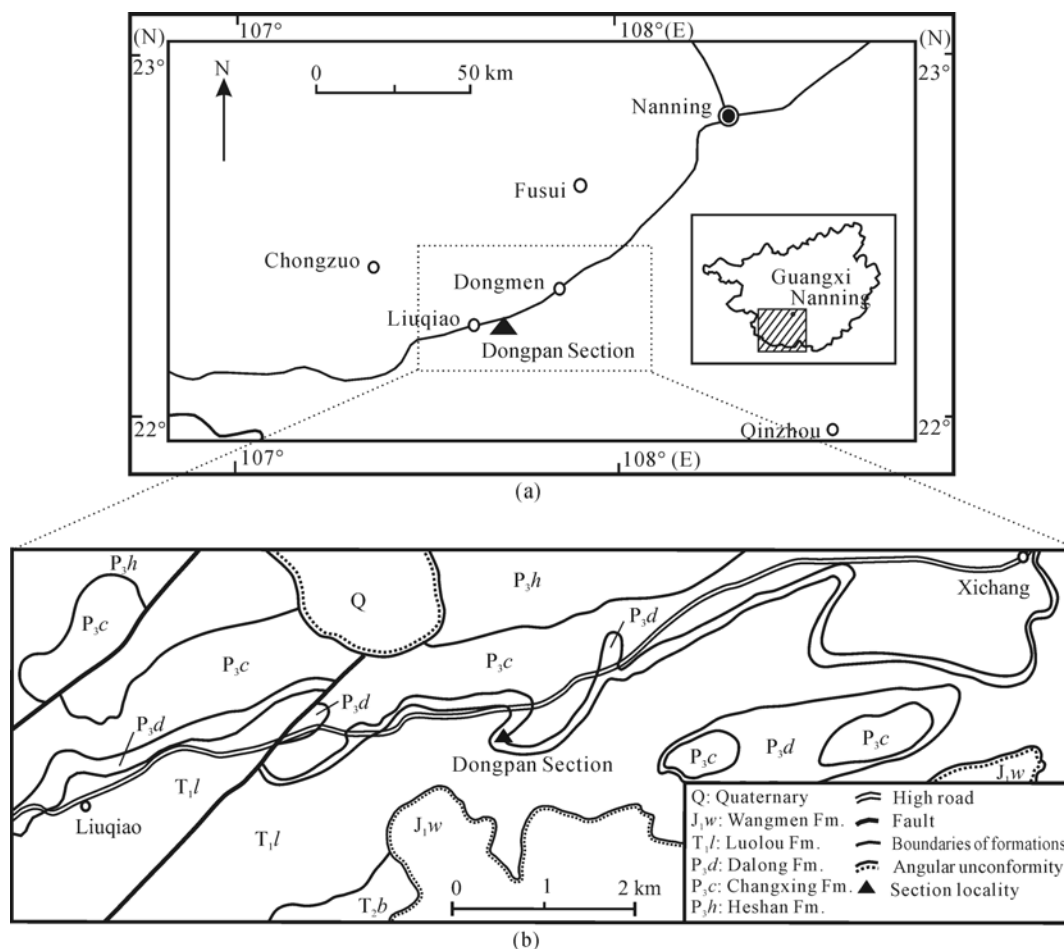 107°
108° (E)
(N)
(N)
23°
23°
N
0
50 km
Nanning
Fusui
Chongzuo
Guangxi
Nanning
Dongmen
Liuqiao
Dongpan Section
22°
22°
Qinzhou
107°
108° (E)
(a)
P₃h
Q
P₃h
Xichang
P₃c
P₃d
P₃c
P₃c
P₃d
P₃d
Dongpan Section
P₃c
P₃d
P₃c
T₁l
J₁w
Liuqiao
T₁l
J₁w
T₂b
0
1
2 km
Q: Quaternary
J₁w: Wangmen Fm.
T₁l: Luolou Fm.
P₃d: Dalong Fm.
P₃c: Changxing Fm.
P₃h: Heshan Fm.
High road
Fault
Boundaries of formations
Angular unconformity
Section locality
(b)